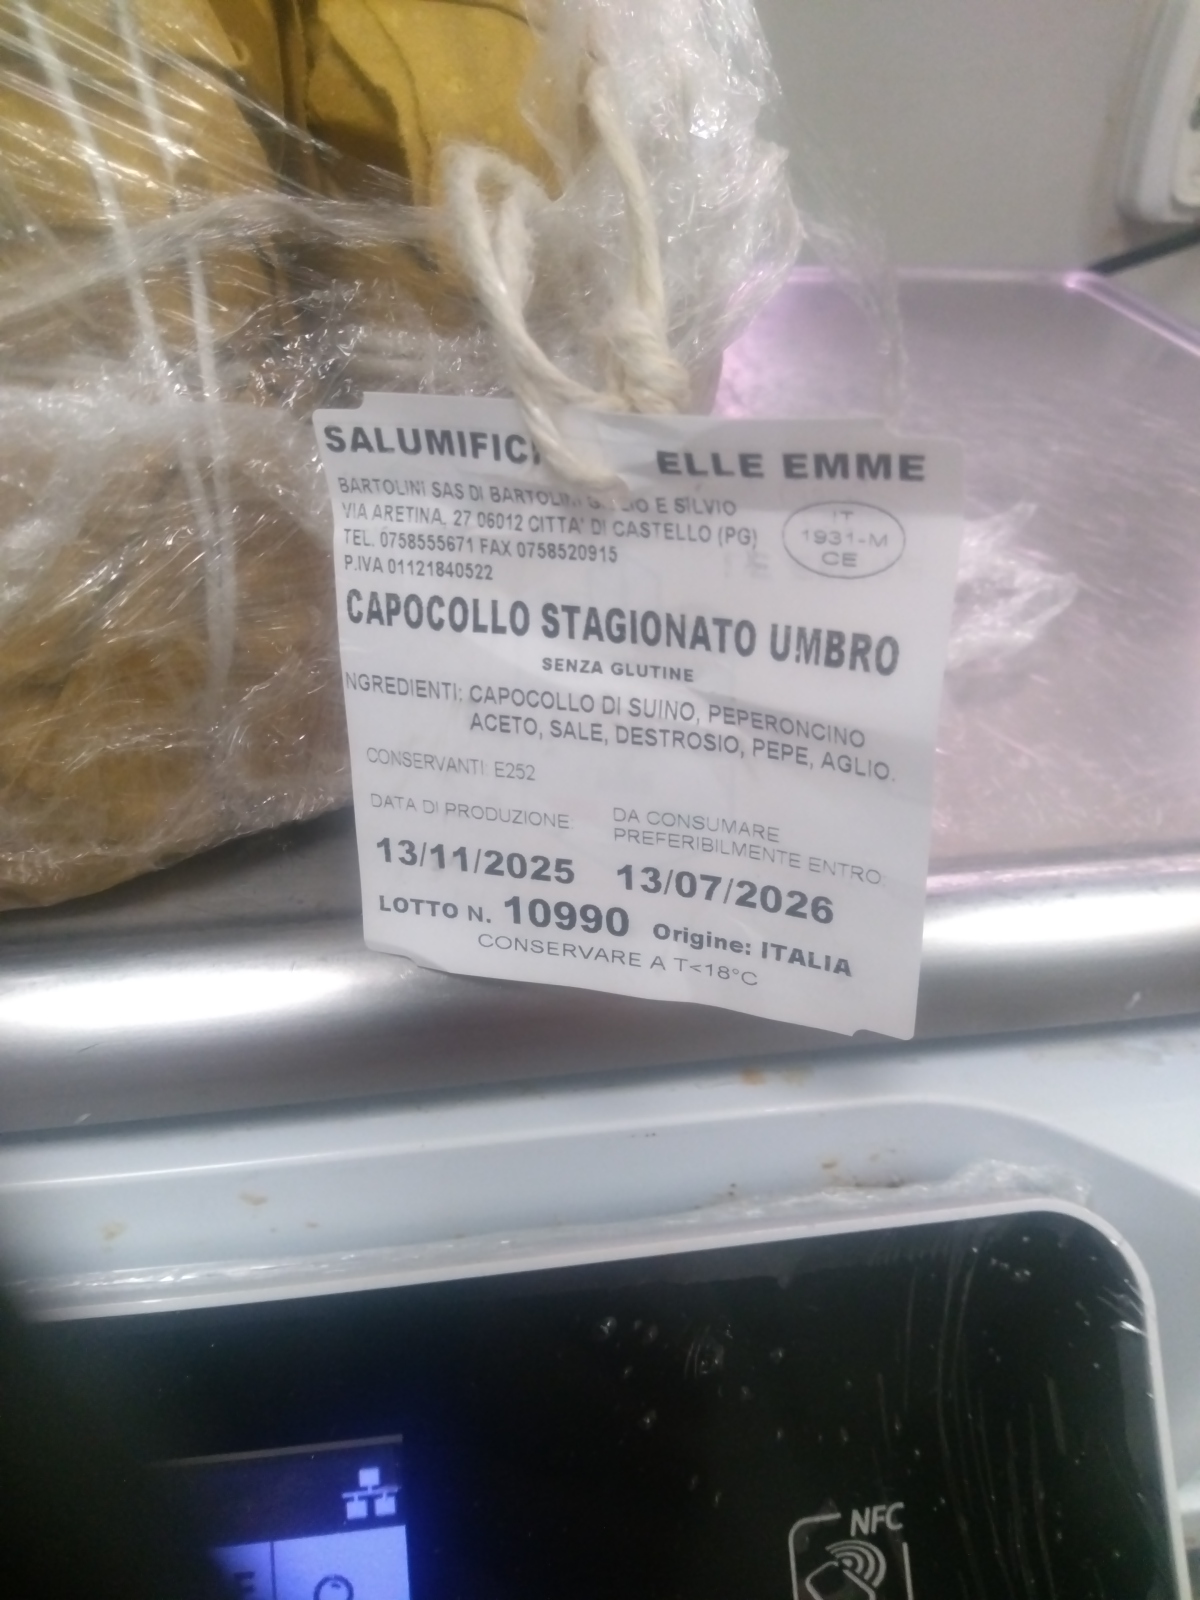 SALUMIFICI ELLE EMME
BARTOLINI SAS DI BARTOLINI E SILVIO
VIA ARETINA, 27 06012 CITTA' DI CASTELLO (PG)
TEL. 0758555671 FAX 0758520915
P.IVA 01121840522
IT
1931-M
CE
CAPOCOLLO STAGIONATO UMBRO
SENZA GLUTINE
NGREDIENTI: CAPOCOLLO DI SUINO, PEPERONCINO
ACETO, SALE, DESTROSIO, PEPE, AGLIO.
CONSERVANTI: E252
DATA DI PRODUZIONE:
13/11/2025
DA CONSUMARE
PREFERIBILMENTE ENTRO:
13/07/2026
LOTTO N. 10990 Origine: ITALIA
CONSERVARE A T<18°C
NFC